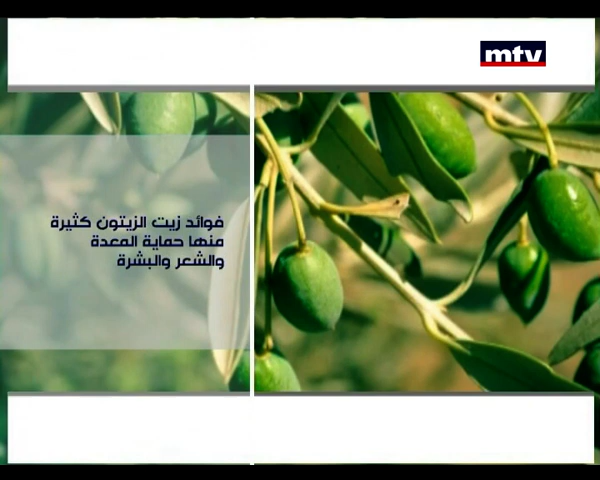 mtv
فوائد زيت الزيتون كثيرة
منها حماية المعدة
والشعر والبشرة